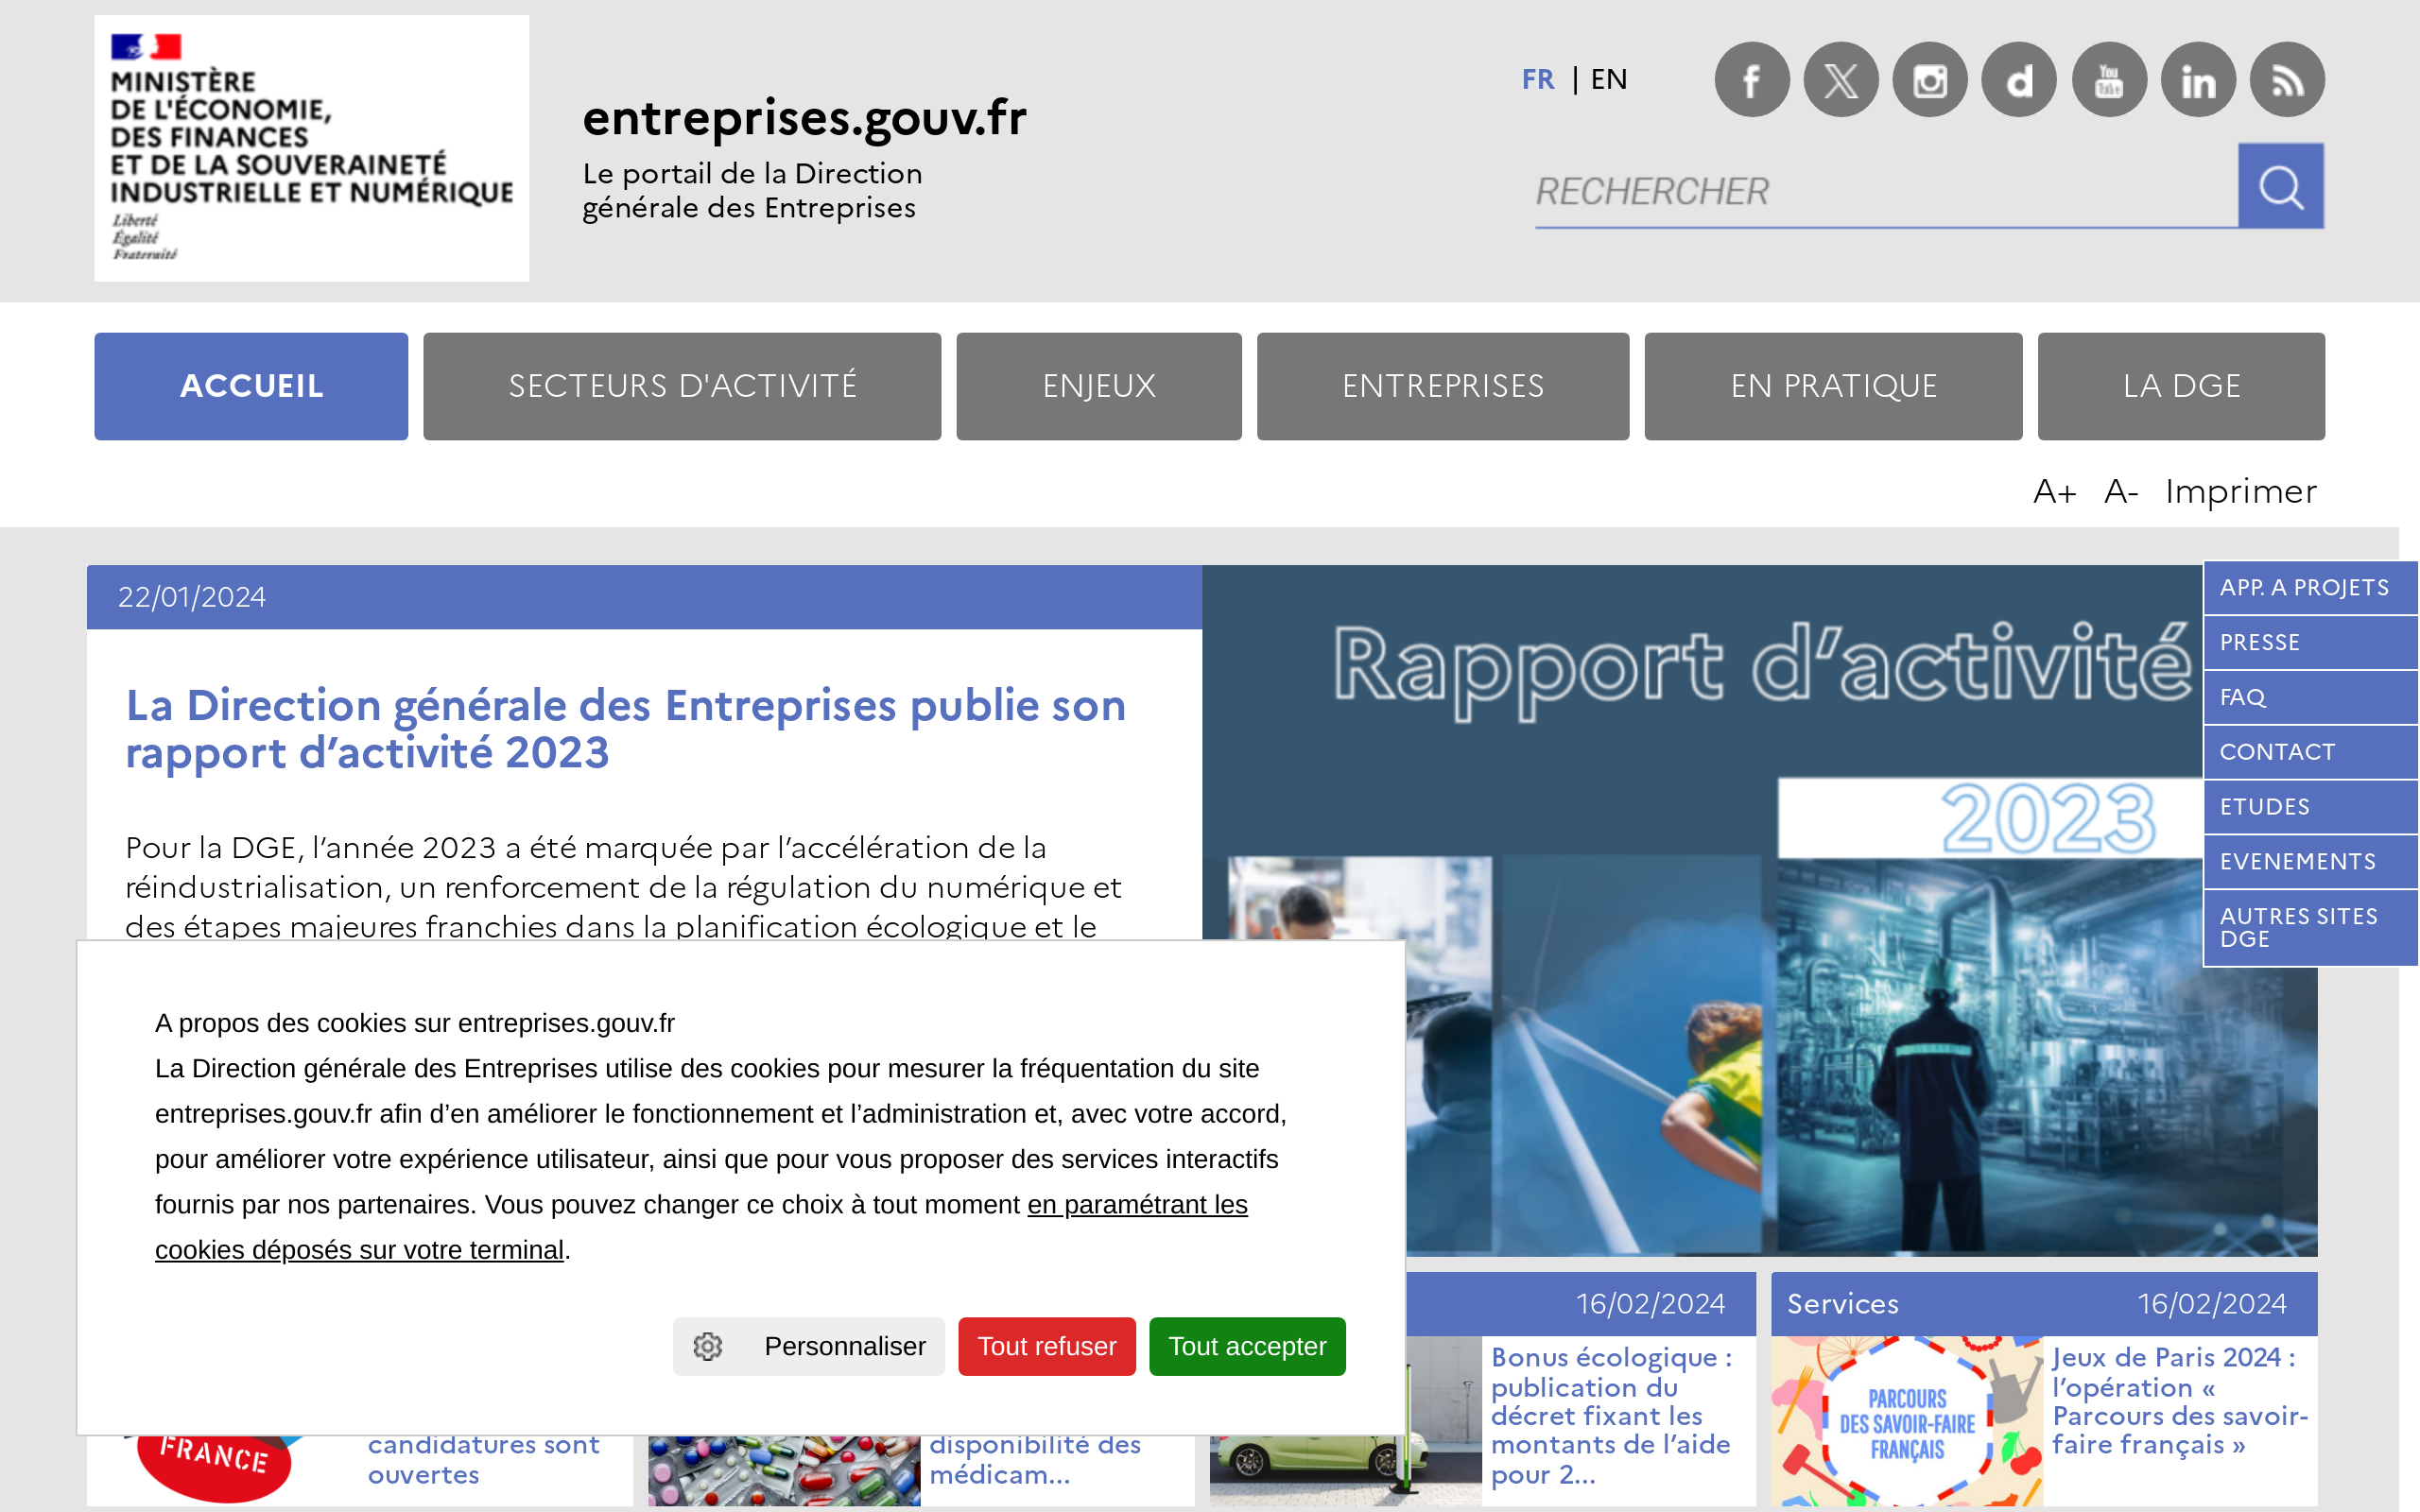 MINISTÈRE
DE L'ÉCONOMIE,
DES FINANCES
ET DE LA SOUVERAINETÉ
INDUSTRIELLE ET NUMÉRIQUE
Liberté
Égalité
Fraternité
entreprises.gouv.fr
Le portail de la Direction
générale des Entreprises
FR | EN
RECHERCHER
ACCUEIL
SECTEURS D'ACTIVITÉ
ENJEUX
ENTREPRISES
EN PRATIQUE
LA DGE
A+ A- Imprimer
22/01/2024
La Direction générale des Entreprises publie son
rapport d’activité 2023
Pour la DGE, l’année 2023 a été marquée par l’accélération de la
réindustrialisation, un renforcement de la régulation du numérique et
des étapes majeures franchies dans la planification écologique et le
Rapport d’activité
2023
APP. A PROJETS
PRESSE
FAQ
CONTACT
ETUDES
EVENEMENTS
AUTRES SITES
DGE
A propos des cookies sur entreprises.gouv.fr
La Direction générale des Entreprises utilise des cookies pour mesurer la fréquentation du site
entreprises.gouv.fr afin d’en améliorer le fonctionnement et l’administration et, avec votre accord,
pour améliorer votre expérience utilisateur, ainsi que pour vous proposer des services interactifs
fournis par nos partenaires. Vous pouvez changer ce choix à tout moment en paramétrant les
cookies déposés sur votre terminal.
Personnaliser
Tout refuser
Tout accepter
FRANCE
candidatures sont
ouvertes
disponibilité des
médicam...
16/02/2024
Bonus écologique :
publication du
décret fixant les
montants de l’aide
pour 2...
Services
16/02/2024
PARCOURS
DES SAVOIR-FAIRE
FRANÇAIS
Jeux de Paris 2024 :
l’opération «
Parcours des savoir-
faire français »